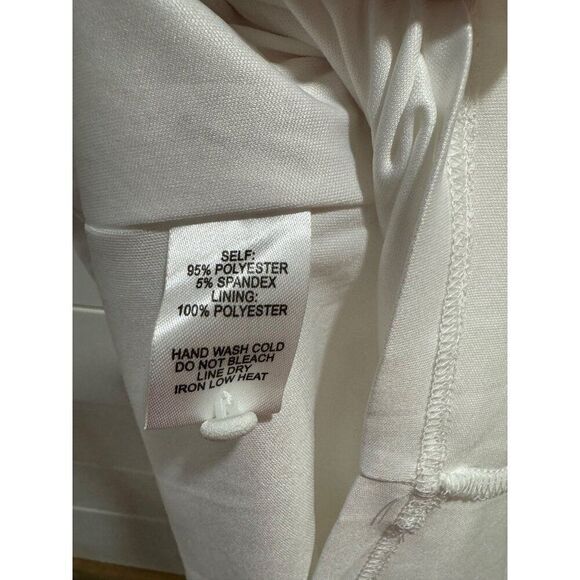 SELF:
95% POLYESTER
5% SPANDEX
LINING:
100% POLYESTER
HAND WASH COLD
DO NOT BLEACH
LINE DRY
IRON LOW HEAT